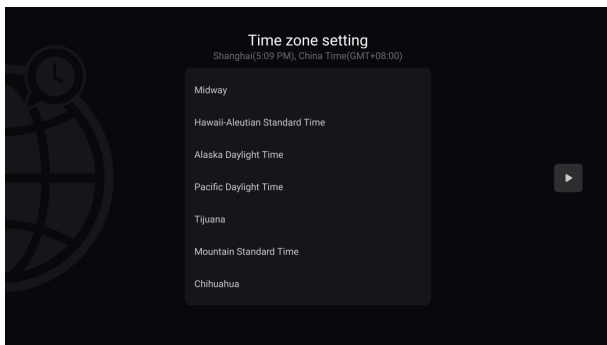 Time zone setting
Shanghai(5:09 PM), China Time(GMT+08:00)
Midway
Hawaii-Aleutian Standard Time
Alaska Daylight Time
Pacific Daylight Time
Tijuana
Mountain Standard Time
Chihuahua